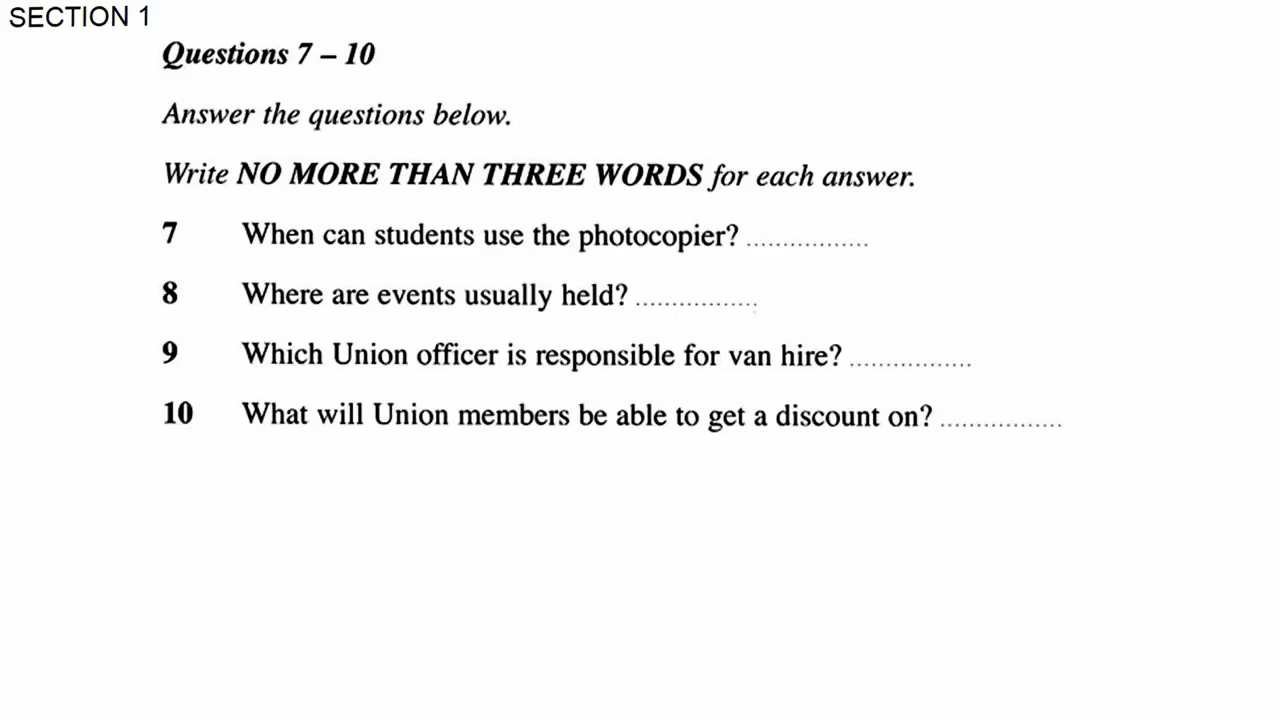 SECTION 1
Questions 7 – 10
Answer the questions below.
Write NO MORE THAN THREE WORDS for each answer.
7 When can students use the photocopier? .................
8 Where are events usually held? .................
9 Which Union officer is responsible for van hire? .................
10 What will Union members be able to get a discount on? .................